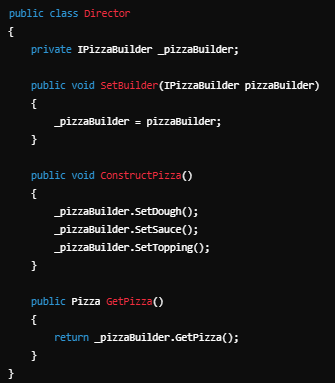 public class Director
{
    private IPizzaBuilder _pizzaBuilder;
    public void SetBuilder(IPizzaBuilder pizzaBuilder)
    {
        _pizzaBuilder = pizzaBuilder;
    }
    public void ConstructPizza()
    {
        _pizzaBuilder.SetDough();
        _pizzaBuilder.SetSauce();
        _pizzaBuilder.SetTopping();
    }
    public Pizza GetPizza()
    {
        return _pizzaBuilder.GetPizza();
    }
}